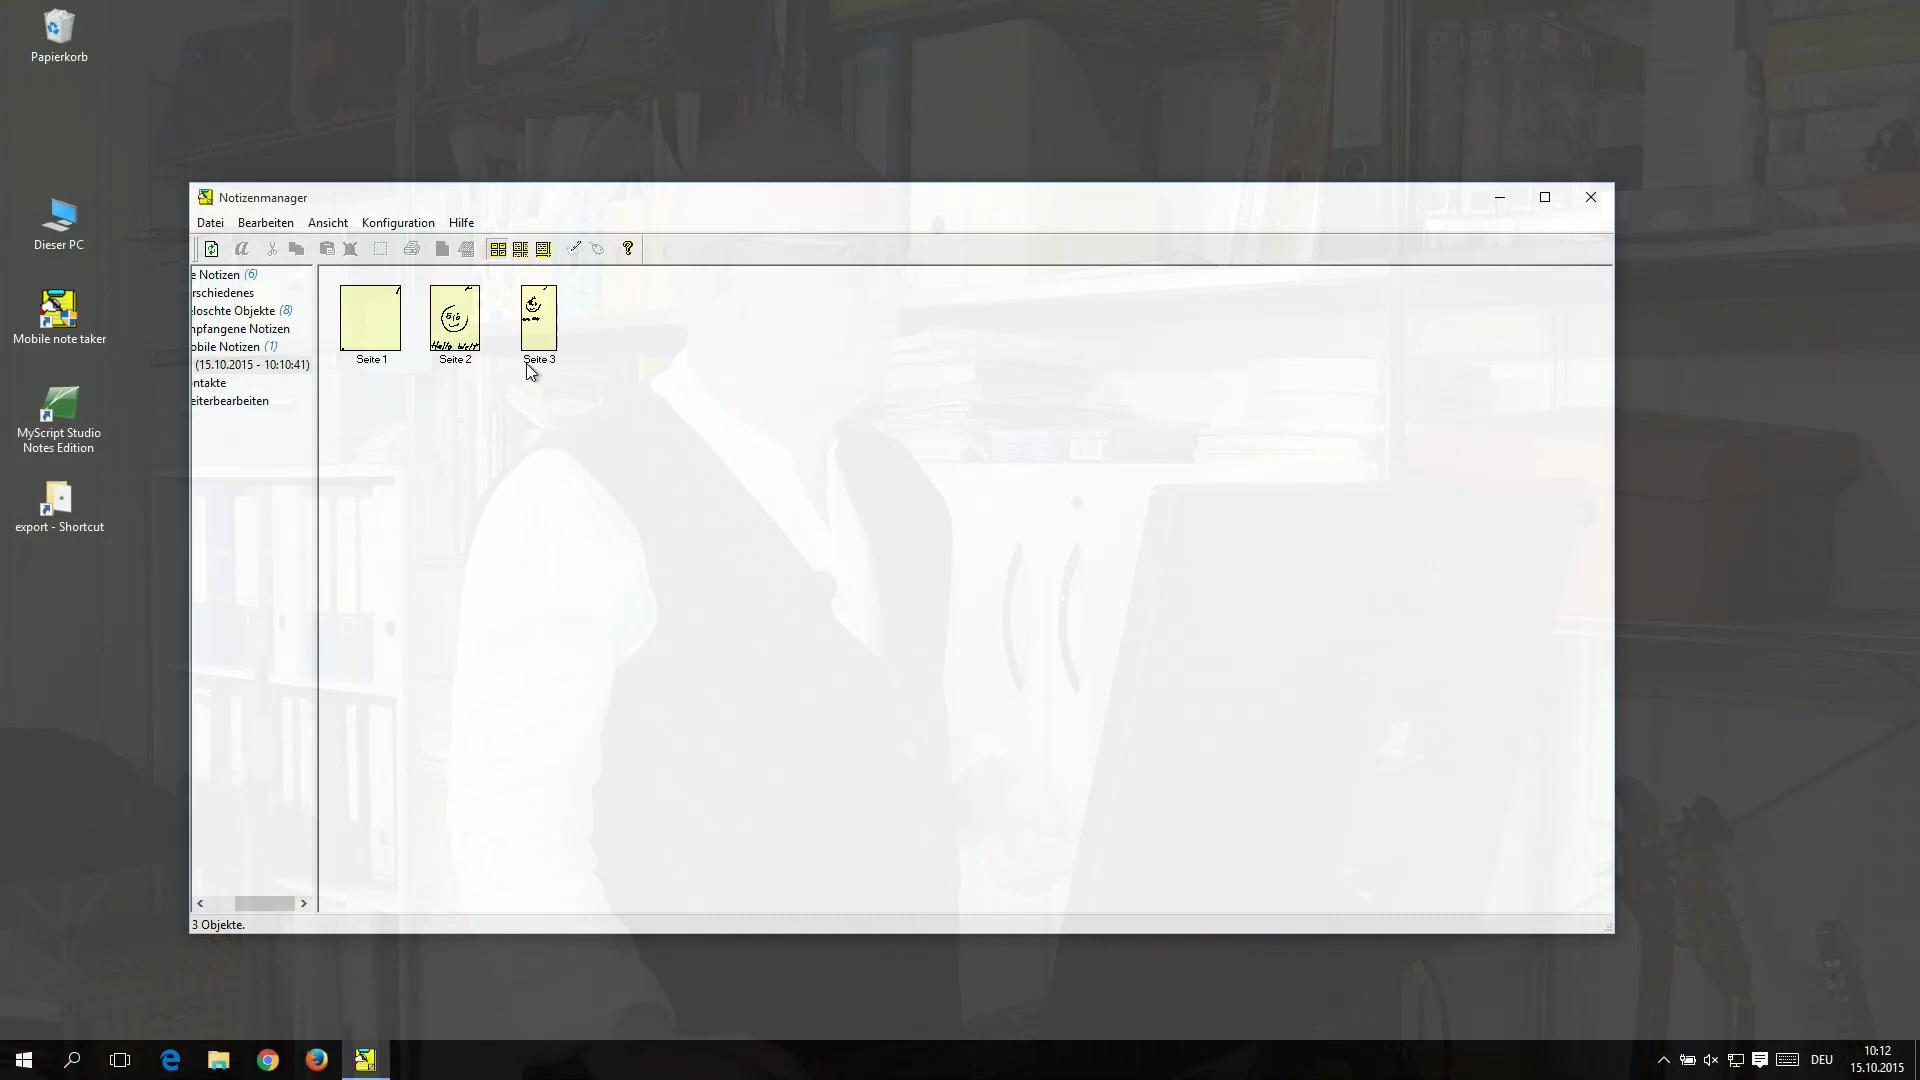 Papierkorb
Dieser PC
Mobile note taker
MyScript Studio
Notes Edition
export - Shortcut
Notizenmanager
Datei Bearbeiten Ansicht Konfiguration Hilfe
e Notizen (6)
rschiedenes
loschte Objekte (8)
npfangene Notizen
obile Notizen (1)
(15.10.2015 - 10:10:41)
ntakte
eiterbearbeiten
Hello Welt
Seite 1 Seite 2 Seite 3
3 Objekte.
DEU
10:12
15.10.2015